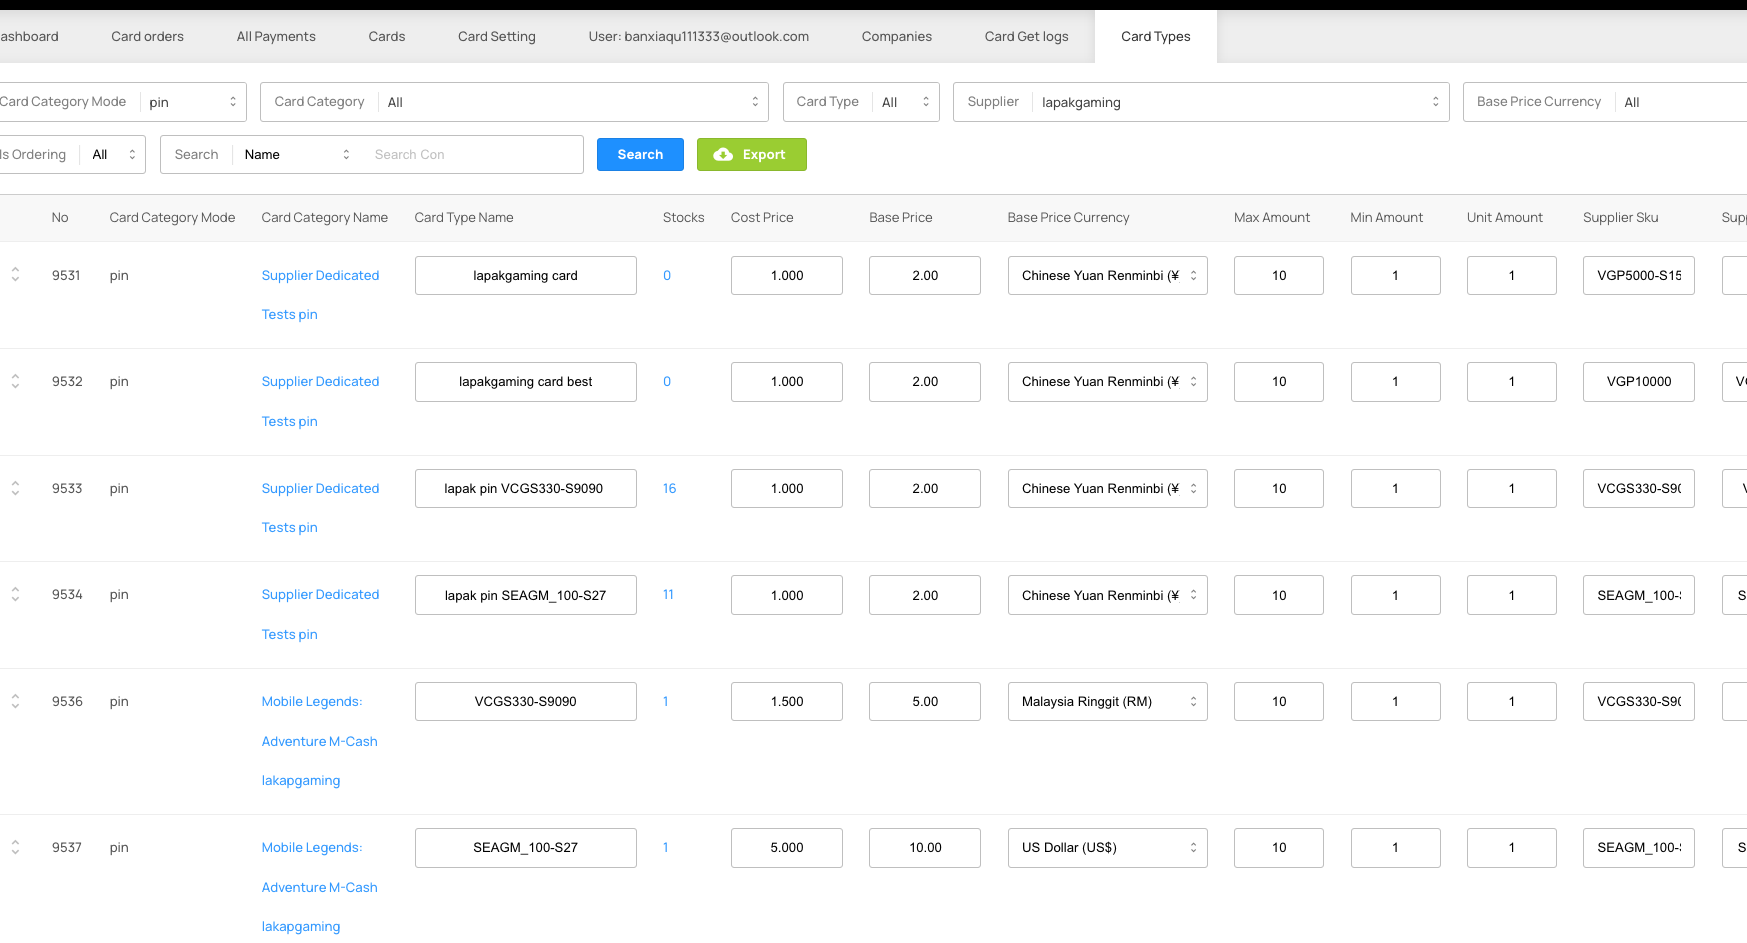 ashboard Card orders All Payments Cards Card Setting User: banxiaqu111333@outlook.com Companies Card Get logs Card Types
Card Category Mode pin Card Category All Card Type All Supplier lapakgaming Base Price Currency All
Is Ordering All Search Name Search Con Search Export
No Card Category Mode Card Category Name Card Type Name Stocks Cost Price Base Price Base Price Currency Max Amount Min Amount Unit Amount Supplier Sku Supp
9531 pin Supplier Dedicated lapakgaming card 0 1.000 2.00 Chinese Yuan Renminbi (¥ 10 1 1 VGP5000-S15
Tests pin
9532 pin Supplier Dedicated lapakgaming card best 0 1.000 2.00 Chinese Yuan Renminbi (¥ 10 1 1 VGP10000
Tests pin
9533 pin Supplier Dedicated lapak pin VCGS330-S9090 16 1.000 2.00 Chinese Yuan Renminbi (¥ 10 1 1 VCGS330-S90
Tests pin
9534 pin Supplier Dedicated lapak pin SEAGM_100-S27 11 1.000 2.00 Chinese Yuan Renminbi (¥ 10 1 1 SEAGM_100-S
Tests pin
9536 pin Mobile Legends: VCGS330-S9090 1 1.500 5.00 Malaysia Ringgit (RM) 10 1 1 VCGS330-S90
Adventure M-Cash
lakapgaming
9537 pin Mobile Legends: SEAGM_100-S27 1 5.000 10.00 US Dollar (US$) 10 1 1 SEAGM_100-S
Adventure M-Cash
lakapgaming